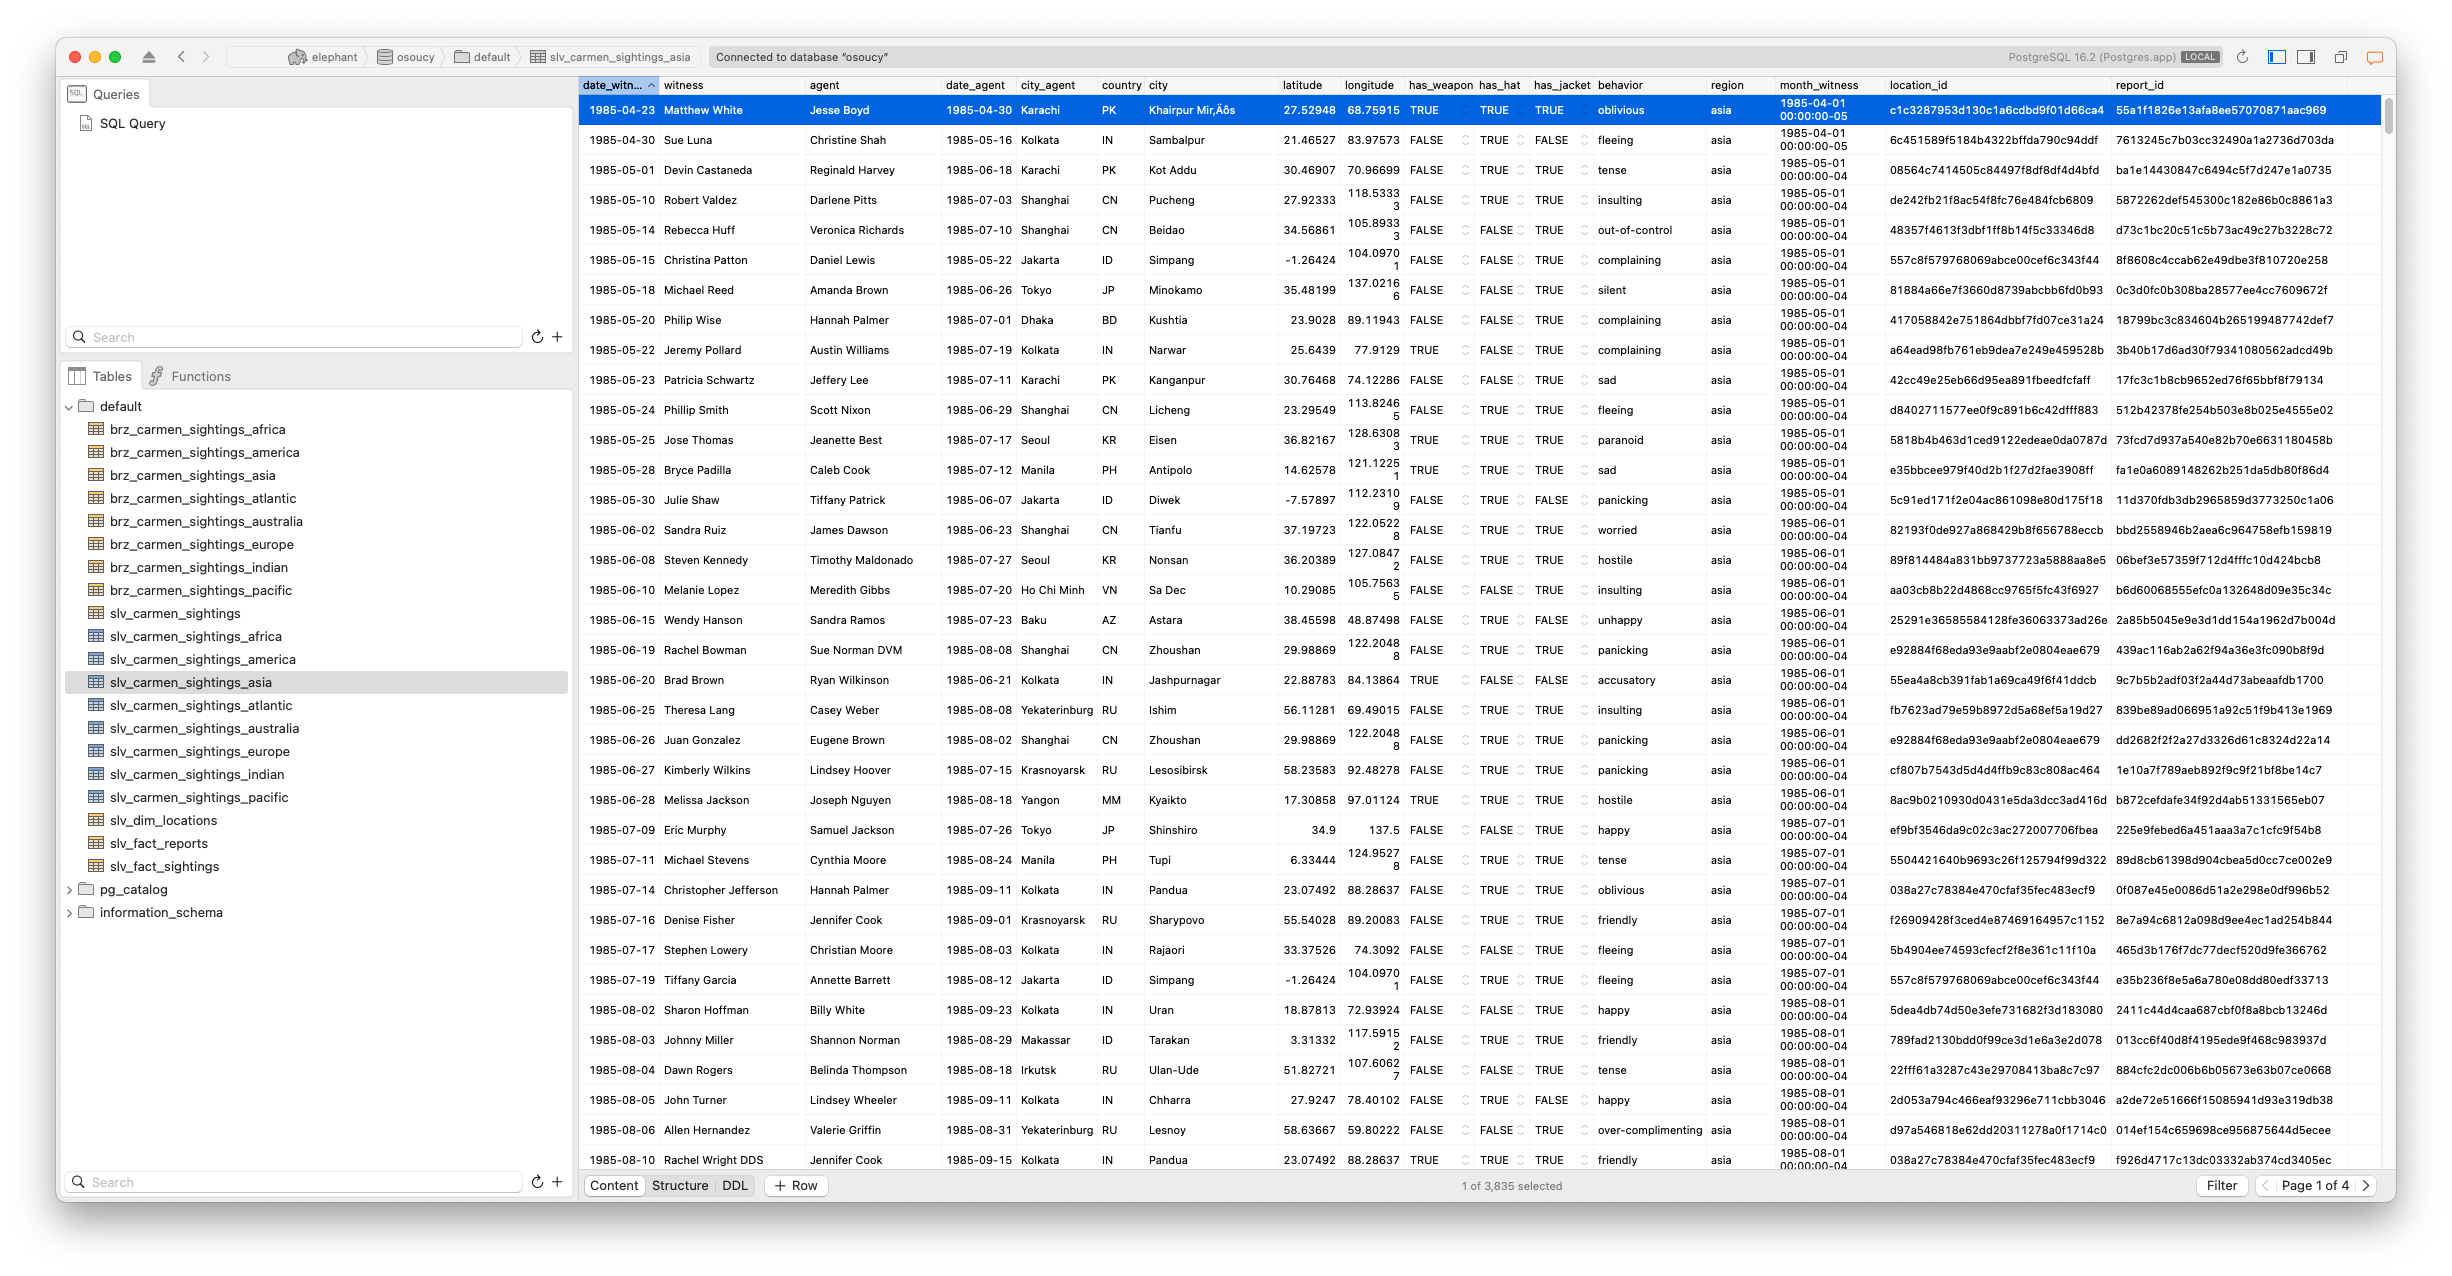 elephant osoucy default slv_carmen_sightings_asia Connected to database “osoucy” PostgreSQL 16.2 (Postgres.app) LOCAL
SQL Queries
SQL Query
Search
Tables Functions
default
brz_carmen_sightings_africa
brz_carmen_sightings_america
brz_carmen_sightings_asia
brz_carmen_sightings_atlantic
brz_carmen_sightings_australia
brz_carmen_sightings_europe
brz_carmen_sightings_indian
brz_carmen_sightings_pacific
slv_carmen_sightings
slv_carmen_sightings_africa
slv_carmen_sightings_america
slv_carmen_sightings_asia
slv_carmen_sightings_atlantic
slv_carmen_sightings_australia
slv_carmen_sightings_europe
slv_carmen_sightings_indian
slv_carmen_sightings_pacific
slv_dim_locations
slv_fact_reports
slv_fact_sightings
pg_catalog
information_schema
Search
date_witn... witness agent date_agent city_agent country city latitude longitude has_weapon has_hat has_jacket behavior region month_witness location_id report_id
1985-04-23 Matthew White Jesse Boyd 1985-04-30 Karachi PK Khairpur Mir‚Äôs 27.52948 68.75915 TRUE TRUE TRUE oblivious asia 1985-04-01 00:00:00-05 c1c3287953d130c1a6cdbd9f01d66ca4 55a1f1826e13afa8ee57070871aac969
1985-04-30 Sue Luna Christine Shah 1985-05-16 Kolkata IN Sambalpur 21.46527 83.97573 FALSE TRUE FALSE fleeing asia 1985-04-01 00:00:00-05 6c451589f5184b4322bffda790c94ddf 7613245c7b03cc32490a1a2736d703da
1985-05-01 Devin Castaneda Reginald Harvey 1985-06-18 Karachi PK Kot Addu 30.46907 70.96699 FALSE TRUE TRUE tense asia 1985-05-01 00:00:00-04 08564c7414505c84497f8df8df4d4bfd ba1e14430847c6494c5f7d247e1a0735
1985-05-10 Robert Valdez Darlene Pitts 1985-07-03 Shanghai CN Pucheng 27.92333 118.53333 FALSE TRUE TRUE insulting asia 1985-05-01 00:00:00-04 de242fb21f8ac54f8fc76e484fcb6809 5872262def545300c182e86b0c8861a3
1985-05-14 Rebecca Huff Veronica Richards 1985-07-10 Shanghai CN Beidao 34.56861 105.89333 FALSE FALSE TRUE out-of-control asia 1985-05-01 00:00:00-04 48357f4613f3dbf1ff8b14f5c33346d8 d73c1bc20c51c5b73ac49c27b3228c72
1985-05-15 Christina Patton Daniel Lewis 1985-05-22 Jakarta ID Simpang -1.26424 104.09701 FALSE FALSE TRUE complaining asia 1985-05-01 00:00:00-04 557c8f579768069abce00cef6c343f44 8f8608c4ccab62e49dbe3f810720e258
1985-05-18 Michael Reed Amanda Brown 1985-06-26 Tokyo JP Minokamo 35.48199 137.02166 FALSE FALSE TRUE silent asia 1985-05-01 00:00:00-04 81884a66e7f3660d8739abcbb6fd0b93 0c3d0fc0b308ba28577ee4cc7609672f
1985-05-20 Philip Wise Hannah Palmer 1985-07-01 Dhaka BD Kushtia 23.9028 89.11943 FALSE FALSE TRUE complaining asia 1985-05-01 00:00:00-04 417058842e751864dbbf7fd07ce31a24 18799bc3c834604b265199487742def7
1985-05-22 Jeremy Pollard Austin Williams 1985-07-19 Kolkata IN Narwar 25.6439 77.9129 TRUE FALSE TRUE complaining asia 1985-05-01 00:00:00-04 a64ead98fb761eb9dea7e249e459528b 3b40b17d6ad30f79341080562adcd49b
1985-05-23 Patricia Schwartz Jeffery Lee 1985-07-11 Karachi PK Kanganpur 30.76468 74.12286 FALSE FALSE TRUE sad asia 1985-05-01 00:00:00-04 42cc49e25eb66d95ea891fbeedfcfaff 17fc3c1b8cb9652ed76f65bbf8f79134
1985-05-24 Phillip Smith Scott Nixon 1985-06-29 Shanghai CN Licheng 23.29549 113.82465 FALSE TRUE TRUE fleeing asia 1985-05-01 00:00:00-04 d8402711577ee0f9c891b6c42dfff883 512b42378fe254b503e8b025e4555e02
1985-05-25 Jose Thomas Jeanette Best 1985-07-17 Seoul KR Eisen 36.82167 128.63083 TRUE TRUE TRUE paranoid asia 1985-05-01 00:00:00-04 5818b4b463d1ced9122edeae0da0787d 73fcd7d937a540e82b70e6631180458b
1985-05-28 Bryce Padilla Caleb Cook 1985-07-12 Manila PH Antipolo 14.62578 121.12251 TRUE TRUE TRUE sad asia 1985-05-01 00:00:00-04 e35bbcee979f40d2b1f27d2fae3908ff fa1e0a6089148262b251da5db80f86d4
1985-05-30 Julie Shaw Tiffany Patrick 1985-06-07 Jakarta ID Diwek -7.57897 112.23109 FALSE TRUE FALSE panicking asia 1985-05-01 00:00:00-04 5c91ed171f2e04ac861098e80d175f18 11d370fdb3db2965859d3773250c1a06
1985-06-02 Sandra Ruiz James Dawson 1985-06-23 Shanghai CN Tianfu 37.19723 122.05228 FALSE TRUE TRUE worried asia 1985-06-01 00:00:00-04 82193f0de927a868429b8f656788eccb bbd2558946b2aea6c964758efb159819
1985-06-08 Steven Kennedy Timothy Maldonado 1985-07-27 Seoul KR Nonsan 36.20389 127.08472 FALSE TRUE TRUE hostile asia 1985-06-01 00:00:00-04 89f814484a831bb9737723a5888aa8e5 06bef3e57359f712d4fffc10d424bcb8
1985-06-10 Melanie Lopez Meredith Gibbs 1985-07-20 Ho Chi Minh VN Sa Dec 10.29085 105.75635 FALSE FALSE TRUE insulting asia 1985-06-01 00:00:00-04 aa03cb8b22d4868cc9765f5fc43f6927 b6d60068555efc0a132648d09e35c34c
1985-06-15 Wendy Hanson Sandra Ramos 1985-07-23 Baku AZ Astara 38.45598 48.87498 FALSE TRUE FALSE unhappy asia 1985-06-01 00:00:00-04 25291e36585584128fe36063373ad26e 2a85b5045e9e3d1dd154a1962d7b004d
1985-06-19 Rachel Bowman Sue Norman DVM 1985-08-08 Shanghai CN Zhoushan 29.98869 122.20488 FALSE TRUE TRUE panicking asia 1985-06-01 00:00:00-04 e92884f68eda93e9aabf2e0804eae679 439ac116ab2a62f94a36e3fc090b8f9d
1985-06-20 Brad Brown Ryan Wilkinson 1985-06-21 Kolkata IN Jashpurnagar 22.88783 84.13864 TRUE FALSE FALSE accusatory asia 1985-06-01 00:00:00-04 55ea4a8cb391fab1a69ca49f6f41ddcb 9c7b5b2adf03f2a44d73abeaafdb1700
1985-06-25 Theresa Lang Casey Weber 1985-08-08 Yekaterinburg RU Ishim 56.11281 69.49015 FALSE TRUE TRUE insulting asia 1985-06-01 00:00:00-04 fb7623ad79e59b8972d5a68ef5a19d27 839be89ad066951a92c51f9b413e1969
1985-06-26 Juan Gonzalez Eugene Brown 1985-08-02 Shanghai CN Zhoushan 29.98869 122.20488 FALSE TRUE TRUE panicking asia 1985-06-01 00:00:00-04 e92884f68eda93e9aabf2e0804eae679 dd2682f2f2a27d3326d61c8324d22a14
1985-06-27 Kimberly Wilkins Lindsey Hoover 1985-07-15 Krasnoyarsk RU Lesosibirsk 58.23583 92.48278 FALSE TRUE TRUE panicking asia 1985-06-01 00:00:00-04 cf807b7543d5d4d4ffb9c83c808ac464 1e10a7f789aeb892f9c9f21bf8be14c7
1985-06-28 Melissa Jackson Joseph Nguyen 1985-08-18 Yangon MM Kyaikto 17.30858 97.01124 TRUE TRUE TRUE hostile asia 1985-06-01 00:00:00-04 8ac9b0210930d0431e5da3dcc3ad416d b872cefdafe34f92d4ab51331565eb07
1985-07-09 Eric Murphy Samuel Jackson 1985-07-26 Tokyo JP Shinshiro 34.9 137.5 FALSE FALSE TRUE happy asia 1985-07-01 00:00:00-04 ef9bf3546da9c02c3ac272007706fbea 225e9febed6a451aaa3a7c1cfc9f54b8
1985-07-11 Michael Stevens Cynthia Moore 1985-08-24 Manila PH Tupi 6.33444 124.95278 FALSE FALSE TRUE tense asia 1985-07-01 00:00:00-04 5504421640b9693c26f125794f99d322 89d8cb61398d904cbea5d0cc7ce002e9
1985-07-14 Christopher Jefferson Hannah Palmer 1985-09-11 Kolkata IN Pandua 23.07492 88.28637 FALSE TRUE TRUE oblivious asia 1985-07-01 00:00:00-04 038a27c78384e470cfaf35fec483ecf9 0f087e45e0086d51a2e298e0df996b52
1985-07-16 Denise Fisher Jennifer Cook 1985-09-01 Krasnoyarsk RU Sharypovo 55.54028 89.20083 FALSE TRUE TRUE friendly asia 1985-07-01 00:00:00-04 f26909428f3ced4e87469164957c1152 8e7a94c6812a098d9ee4ec1ad254b844
1985-07-17 Stephen Lowery Christian Moore 1985-08-03 Kolkata IN Rajaori 33.37526 74.3092 FALSE FALSE TRUE fleeing asia 1985-07-01 00:00:00-04 5b4904ee74593cfecf2f8e361c11f10a 465d3b176f7dc77decf520d9fe366762
1985-07-19 Tiffany Garcia Annette Barrett 1985-08-12 Jakarta ID Simpang -1.26424 104.09701 FALSE TRUE TRUE fleeing asia 1985-07-01 00:00:00-04 557c8f579768069abce00cef6c343f44 e35b236f8e5a6a780e08dd80edf33713
1985-08-02 Sharon Hoffman Billy White 1985-09-23 Kolkata IN Uran 18.87813 72.93924 FALSE FALSE TRUE happy asia 1985-08-01 00:00:00-04 5dea4db74d50e3efe731682f3d183080 2411c44d4caa687cbf0f8a8bcb13246d
1985-08-03 Johnny Miller Shannon Norman 1985-08-29 Makassar ID Tarakan 3.31332 117.59152 FALSE TRUE TRUE friendly asia 1985-08-01 00:00:00-04 789fad2130bdd0f99ce3d1e6a3e2d078 013cc6f40d8f4195ede9f468c983937d
1985-08-04 Dawn Rogers Belinda Thompson 1985-08-18 Irkutsk RU Ulan-Ude 51.82721 107.60627 FALSE FALSE TRUE tense asia 1985-08-01 00:00:00-04 22fff61a3287c43e29708413ba8c7c97 884cfc2dc006b6b05673e63b07ce0668
1985-08-05 John Turner Lindsey Wheeler 1985-09-11 Kolkata IN Chharra 27.9247 78.40102 FALSE TRUE FALSE happy asia 1985-08-01 00:00:00-04 2d053a794c466eaf93296e711cbb3046 a2de72e51666f15085941d93e319db38
1985-08-06 Allen Hernandez Valerie Griffin 1985-08-31 Yekaterinburg RU Lesnoy 58.63667 59.80222 FALSE FALSE TRUE over-complimenting asia 1985-08-01 00:00:00-04 d97a546818e62dd20311278a0f1714c0 014ef154c659698ce956875644d5ecee
1985-08-10 Rachel Wright DDS Jennifer Cook 1985-09-15 Kolkata IN Pandua 23.07492 88.28637 TRUE TRUE TRUE friendly asia 1985-08-01 00:00:00-04 038a27c78384e470cfaf35fec483ecf9 f926d4717c13dc03332ab374cd3405ec
Content Structure DDL + Row 1 of 3,835 selected Filter Page 1 of 4